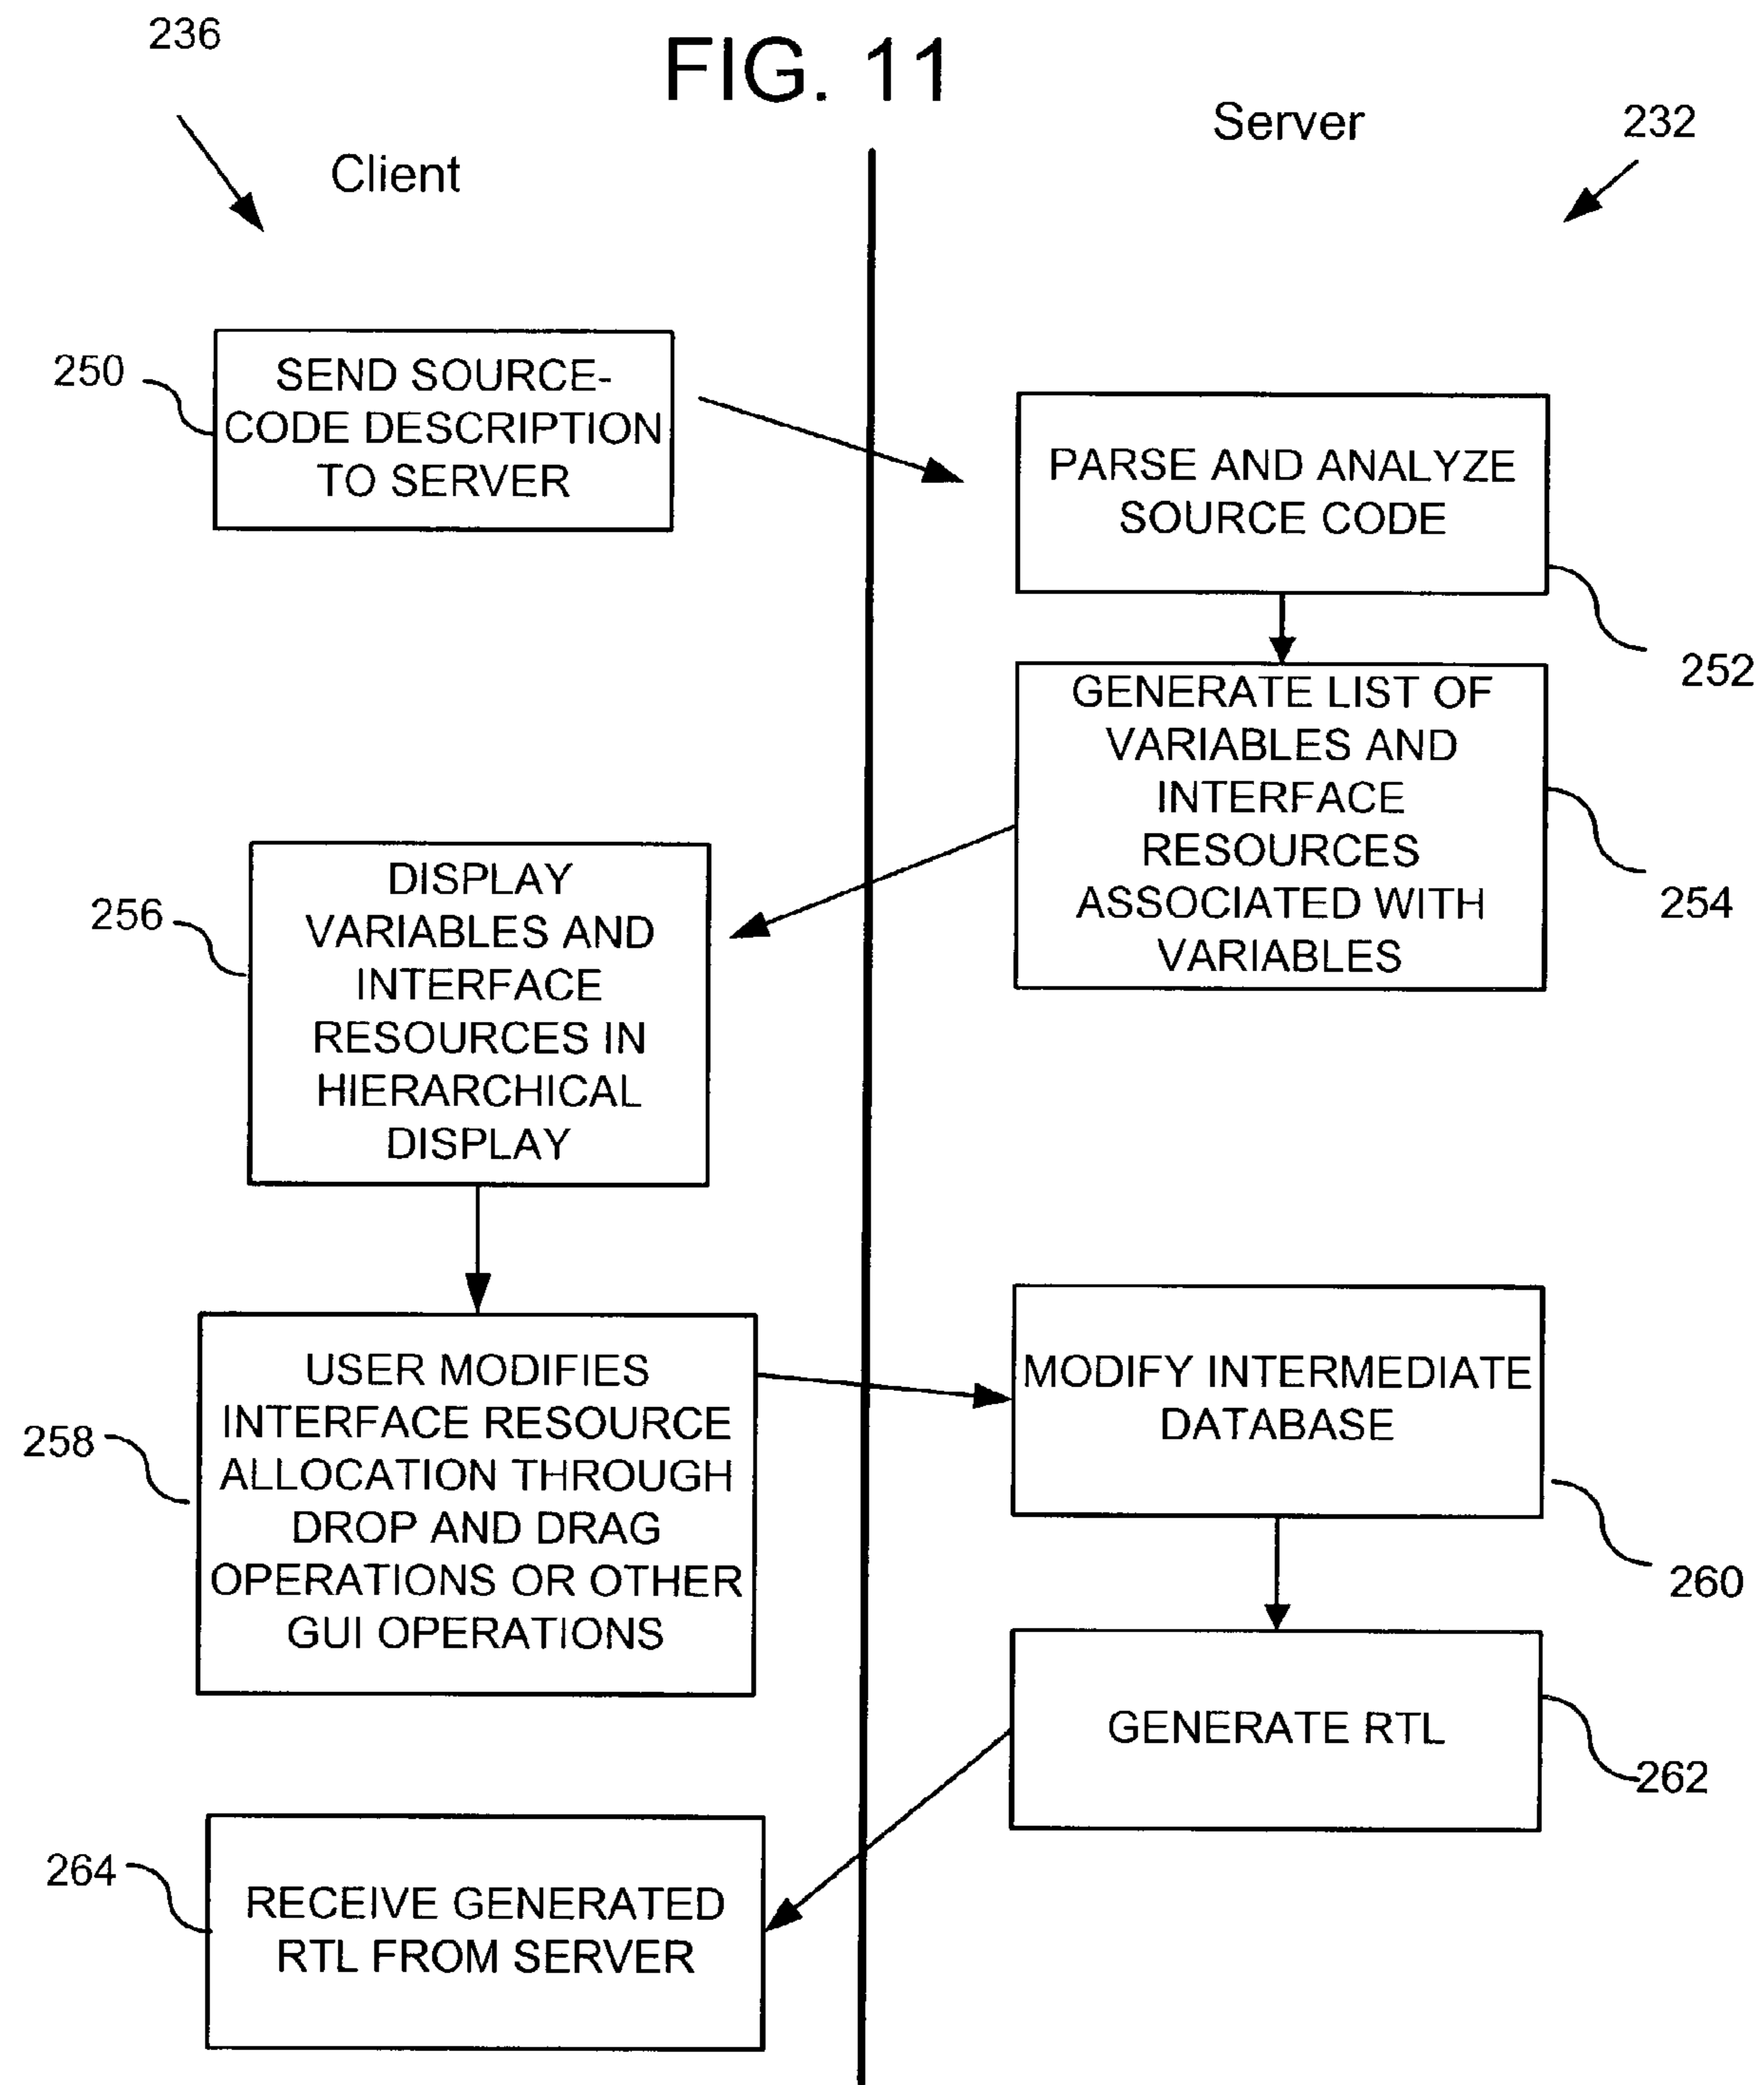 236
FIG. 11
Server
232
Client
250
SEND SOURCE-
CODE DESCRIPTION
TO SERVER
PARSE AND ANALYZE
SOURCE CODE
252
GENERATE LIST OF
VARIABLES AND
INTERFACE
RESOURCES
ASSOCIATED WITH
VARIABLES
254
256
DISPLAY
VARIABLES AND
INTERFACE
RESOURCES IN
HIERARCHICAL
DISPLAY
258
USER MODIFIES
INTERFACE RESOURCE
ALLOCATION THROUGH
DROP AND DRAG
OPERATIONS OR OTHER
GUI OPERATIONS
MODIFY INTERMEDIATE
DATABASE
260
GENERATE RTL
262
264
RECEIVE GENERATED
RTL FROM SERVER